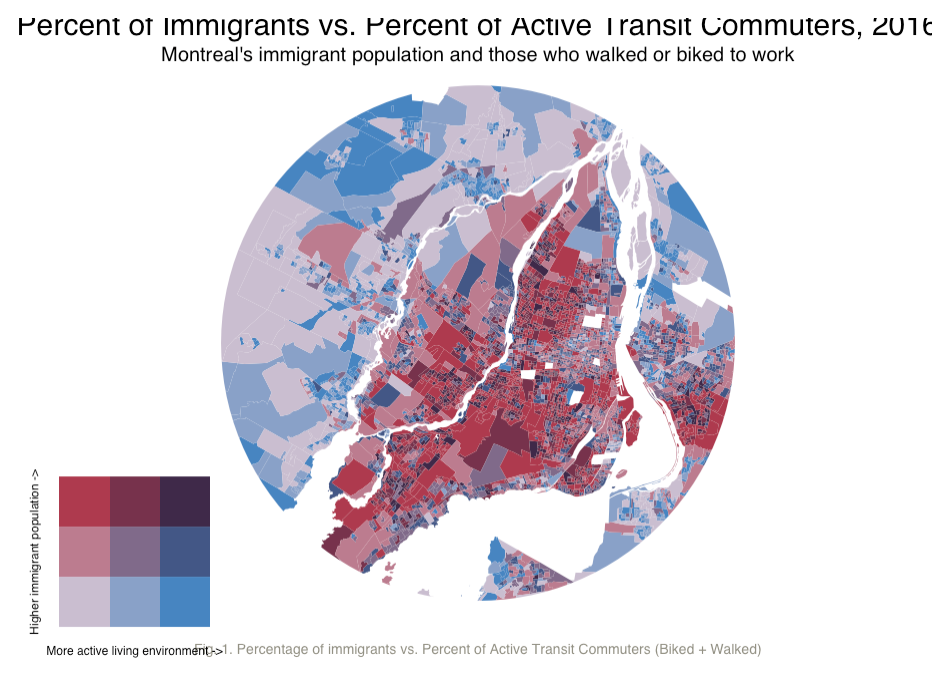 Percent of Immigrants vs. Percent of Active Transit Commuters, 2016
Montreal's immigrant population and those who walked or biked to work
Higher immigrant population ->
More active living environment->
Fig. 1. Percentage of immigrants vs. Percent of Active Transit Commuters (Biked + Walked)